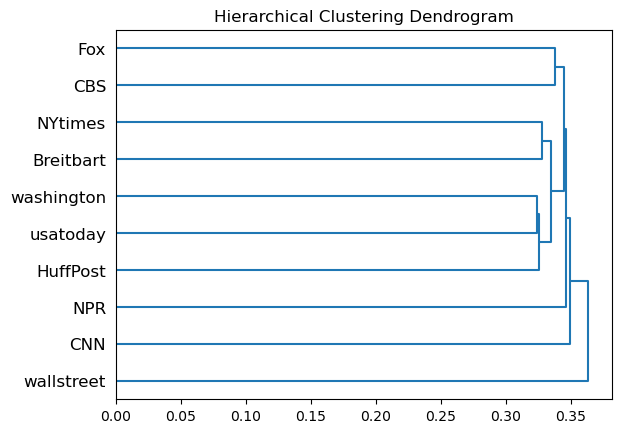 Hierarchical Clustering Dendrogram
Fox
CBS
NYtimes
Breitbart
washington
usatoday
HuffPost
NPR
CNN
wallstreet
0.00 0.05 0.10 0.15 0.20 0.25 0.30 0.35